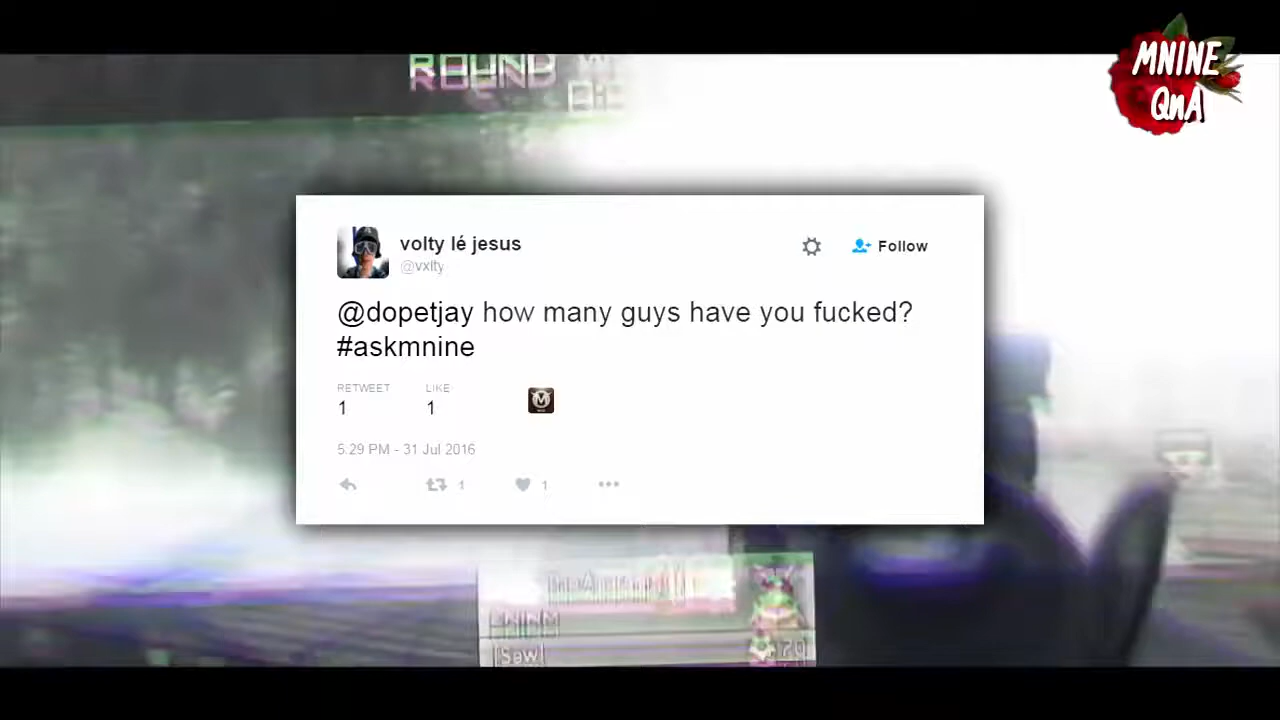 ROUND
MNINE
QnA
volty lé jesus
@vxlty
Follow
@dopetjay how many guys have you fucked?
#askmnine
RETWEET
LIKE
1
1
5:29 PM - 31 Jul 2016
1
1
[Saw]